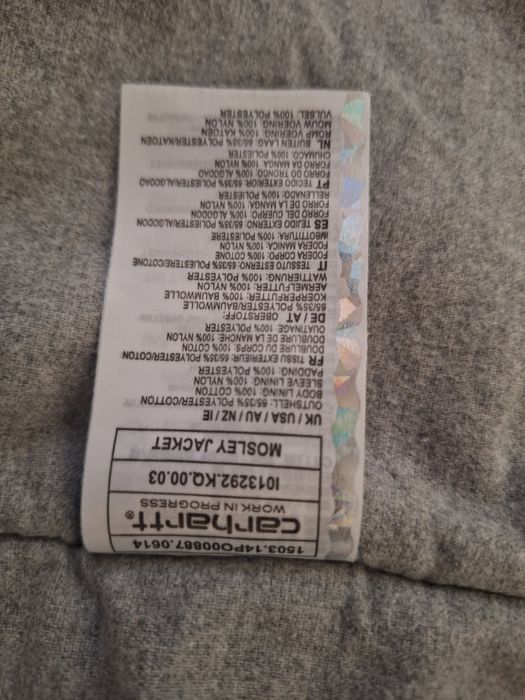 1503.14PO00887.0614
carhartt®
WORK IN PROGRESS
I013292.KQ.00.03
MOSLEY JACKET
UK / USA / AU / NZ / IE
OUTSHELL: 65/35% POLYESTER/COTTON
BODY LINING: 100% COTTON
SLEEVE LINING: 100% NYLON
PADDING: 100% POLYESTER
FR TISSU EXTÉRIEUR: 65/35% POLYESTER/COTON
DOUBLURE DU CORPS: 100% COTON
DOUBLURE DE LA MANCHE: 100% NYLON
OUATINAGE: 100% POLYESTER
DE / AT / OBERSTOFF:
65/35% POLYESTER/BAUMWOLLE
KÖRPERFUTTER: 100% BAUMWOLLE
ÄRMELFUTTER: 100% NYLON
WATTIERUNG: 100% POLYESTER
IT TESSUTO ESTERNO: 65/35% POLIESTERE/COTONE
FODERA CORPO: 100% COTONE
FODERA MANICA: 100% NYLON
IMBOTTITURA: 100% POLIESTERE
ES TEJIDO EXTERNO: 65/35% POLIESTER/ALGODON
FORRO DEL CUERPO: 100% ALGODON
FORRO DE LA MANGA: 100% NYLON
RELLENADO: 100% POLIESTER
PT TECIDO EXTERIOR: 65/35% POLIESTER/ALGODAO
FORRO DO TRONCO: 100% ALGODAO
FORRO DA MANGA: 100% NYLON
CHUMACO: 100% POLIESTER
NL BUITEN LAAG: 65/35% POLYESTER/KATOEN
ROMP VOERING: 100% KATOEN
MOUW VOERING: 100% NYLON
VULSEL: 100% POLYESTER